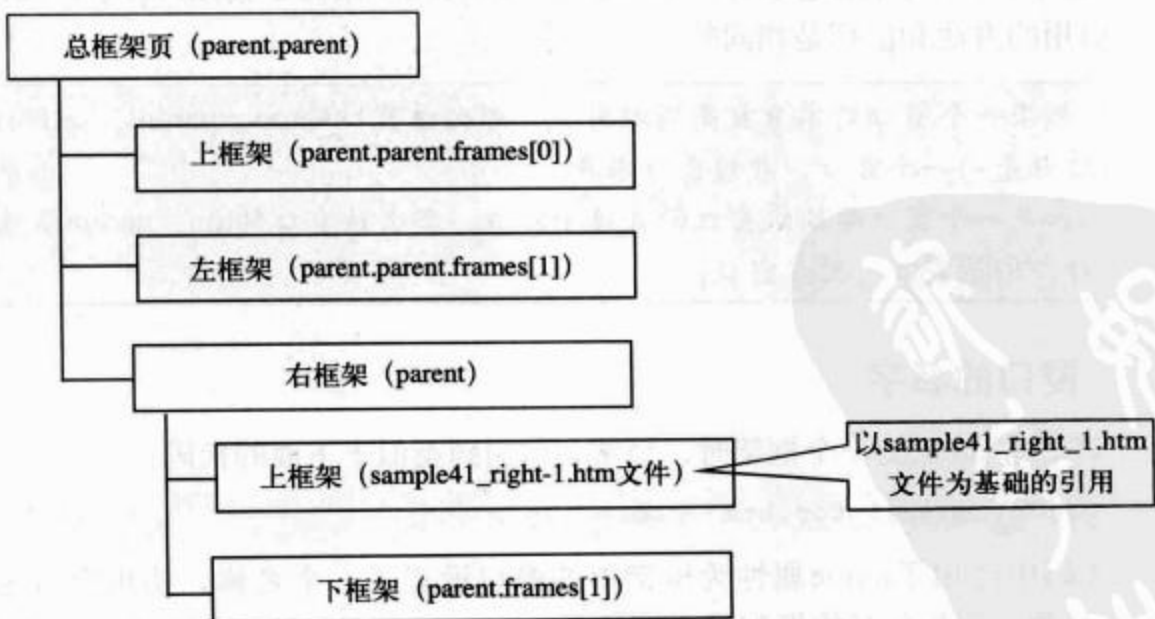 总框架页（parent.parent）
上框架（parent.parent.frames[0]）
左框架（parent.parent.frames[1]）
右框架（parent）
上框架（sample41_right-1.htm文件）
以sample41_right_1.htm
文件为基础的引用
下框架（parent.frames[1]）